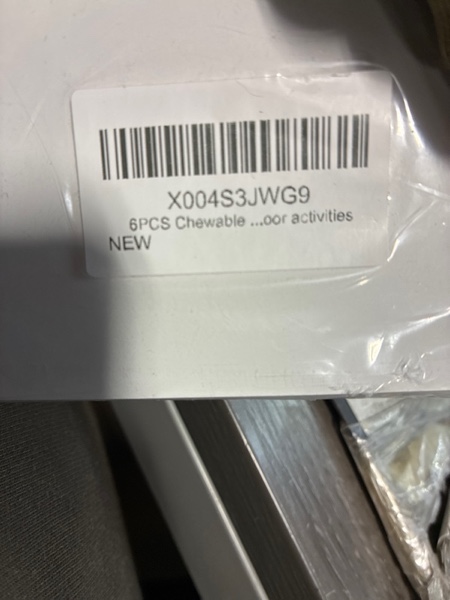 X004S3JWG9
6PCS Chewable ...oor activities
NEW